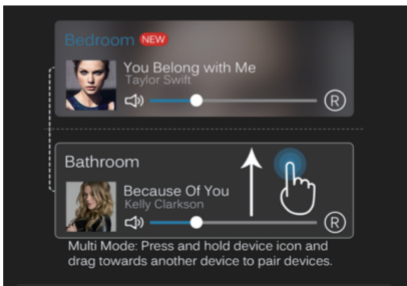 Bedroom NEW
You Belong with Me
Taylor Swift
R
Bathroom
Because Of You
Kelly Clarkson
R
Multi Mode: Press and hold device icon and
drag towards another device to pair devices.